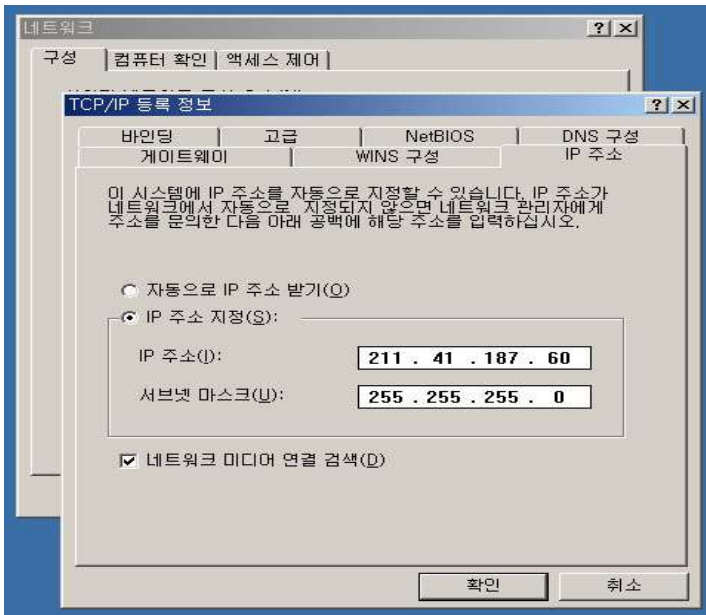 네트워크
구성 컴퓨터 확인 액세스 제어
TCP/IP 등록 정보
바인딩 고급 NetBIOS DNS 구성
게이트웨이 WINS 구성 IP 주소
이 시스템에 IP 주소를 자동으로 지정할 수 있습니다. IP 주소가
네트워크에서 자동으로 지정되지 않으면 네트워크 관리자에게
주소를 문의한 다음 아래 공백에 해당 주소를 입력하십시오.
자동으로 IP 주소 받기(O)
IP 주소 지정(S):
IP 주소(I): 211 . 41 . 187 . 60
서브넷 마스크(U): 255 . 255 . 255 . 0
네트워크 미디어 연결 검색(D)
확인 취소